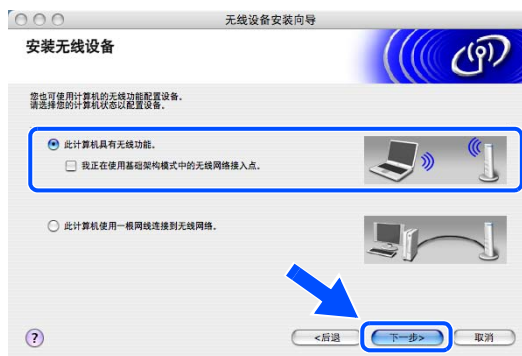 无线设备安装向导
安装无线设备
您也可使用计算机的无线功能配置设备。
请选择您的计算机状态以配置设备。
此计算机具有无线功能。
我正在使用基础架构模式中的无线网络接入点。
此计算机使用一根网线连接到无线网络。
?
<后退
下一步>
取消